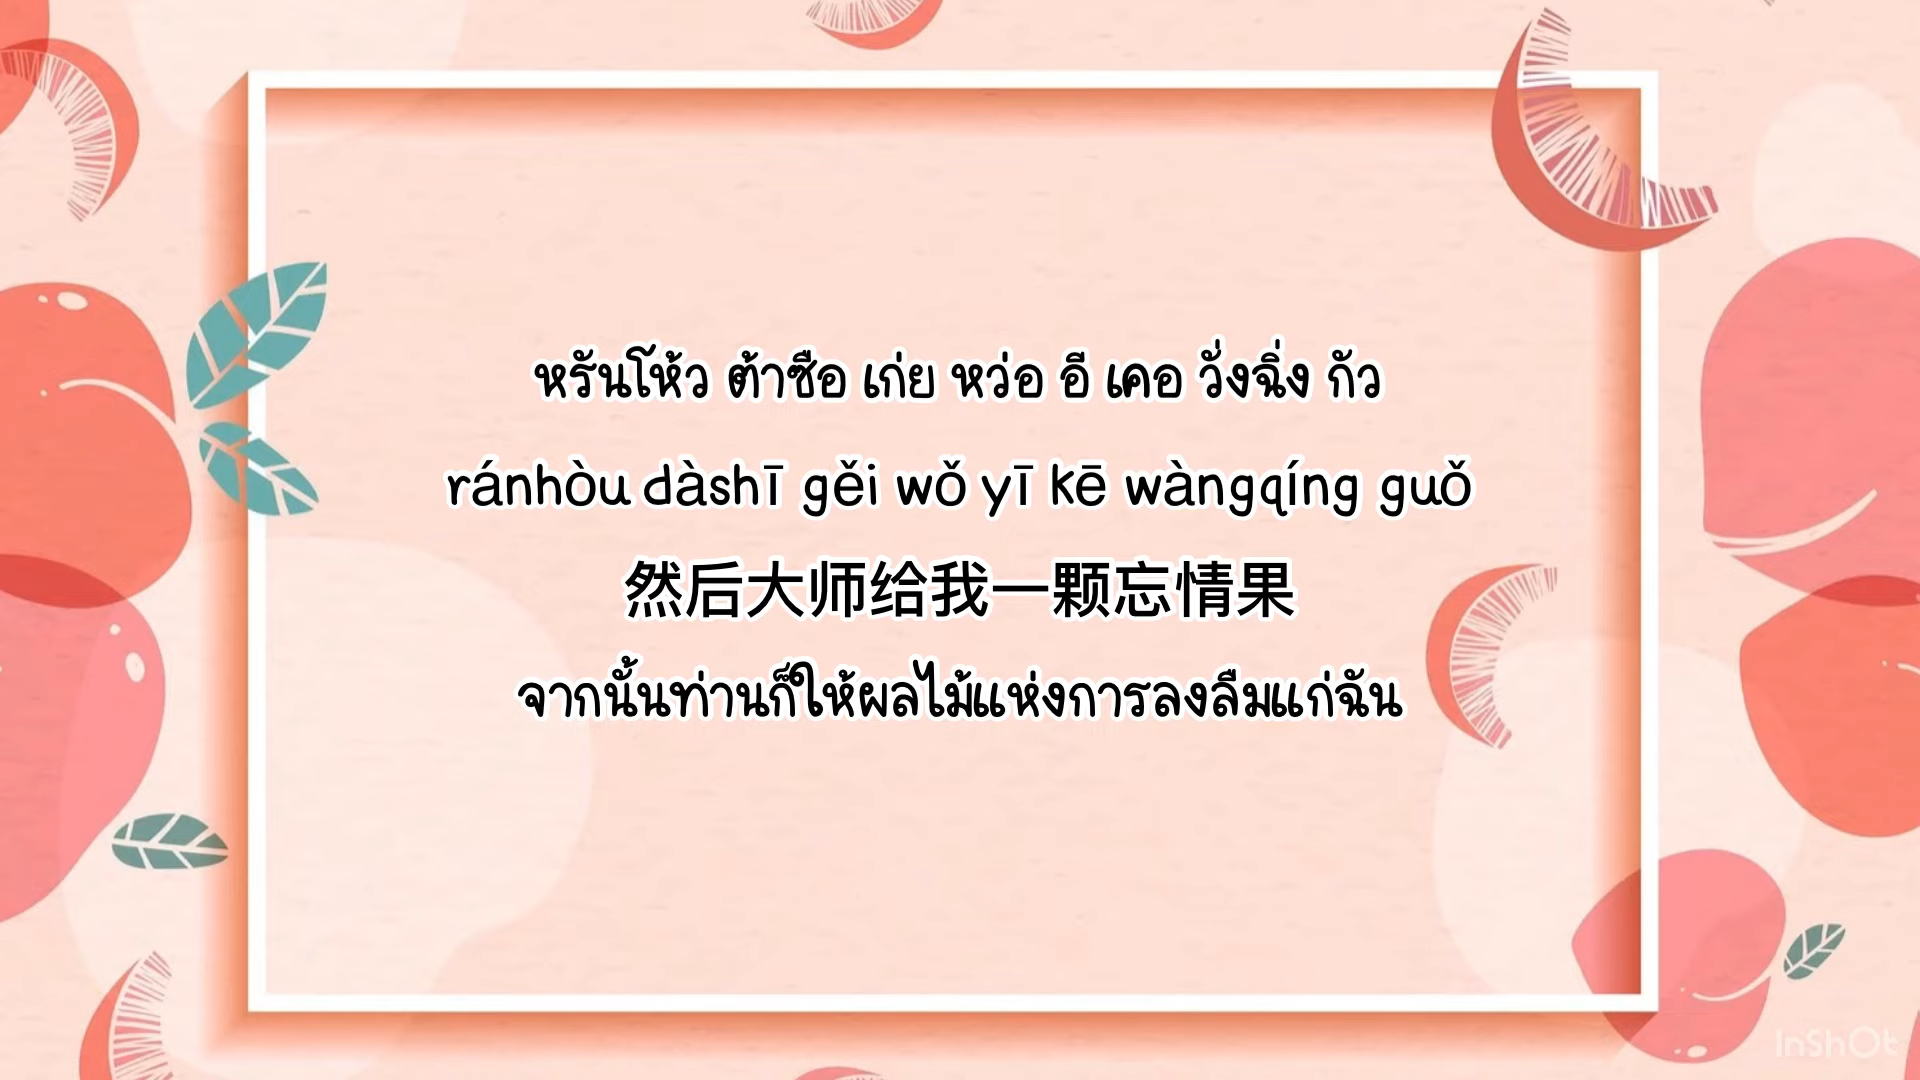 หรันโห้ว ต้าซือ เก่ย หว่อ อี เคอ วั่งฉิ่ง กัว
ránhòu dàshī gěi wǒ yī kē wàngqíng guǒ
然后大师给我一颗忘情果
จากนั้นท่านก็ให้ผลไม้แห่งการลงลืมแก่ฉัน
InShOt